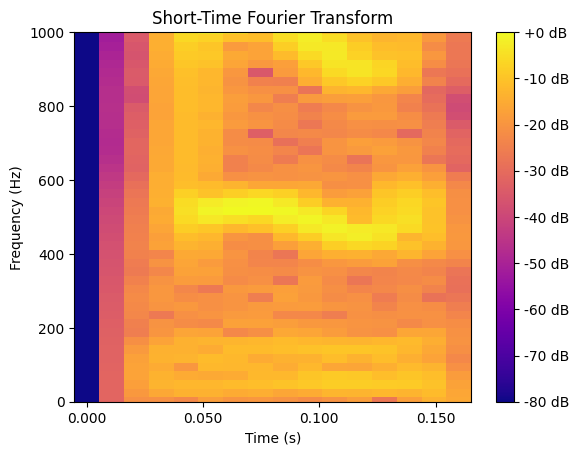 Short-Time Fourier Transform
Frequency (Hz)
1000
800
600
400
200
0
0.000
0.050
0.100
0.150
Time (s)
+0 dB
-10 dB
-20 dB
-30 dB
-40 dB
-50 dB
-60 dB
-70 dB
-80 dB